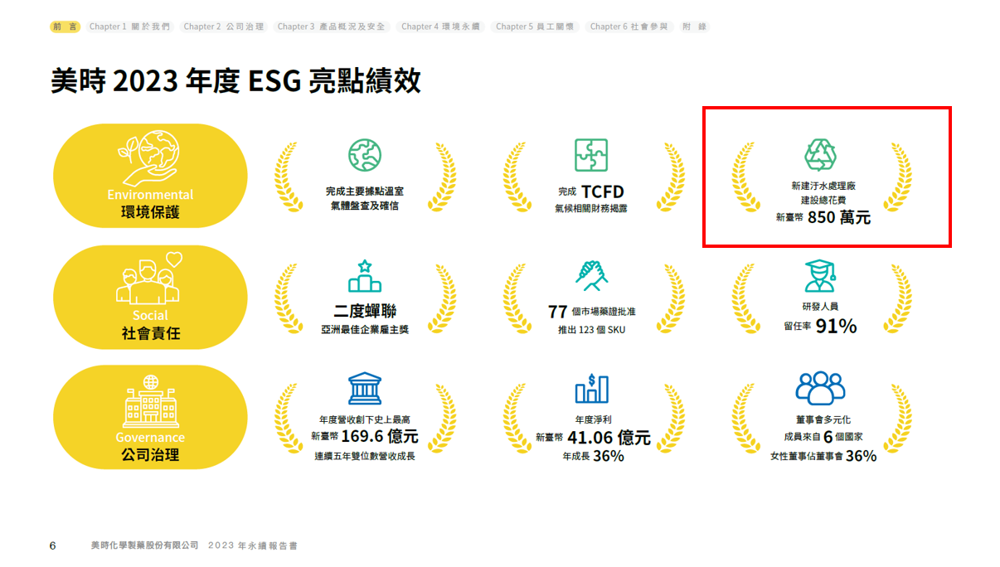 前 言
Chapter 1 關於我們
Chapter 2 公司治理
Chapter 3 產品概況及安全
Chapter 4 環境永續
Chapter 5 員工關懷
Chapter 6 社會參與
附 錄
美時 2023 年度 ESG 亮點績效
Environmental
環境保護
完成主要據點溫室
氣體盤查及確信
完成 TCFD
氣候相關財務揭露
新建汙水處理廠
建設總花費
新臺幣 850 萬元
Social
社會責任
二度蟬聯
亞洲最佳企業雇主獎
77 個市場藥證批准
推出 123 個 SKU
研發人員
留任率 91%
Governance
公司治理
年度營收創下史上最高
新臺幣 169.6 億元
連續五年雙位數營收成長
年度淨利
新臺幣 41.06 億元
年成長 36%
董事會多元化
成員來自 6 個國家
女性董事佔董事會 36%
6
美時化學製藥股份有限公司 2023 年永續報告書